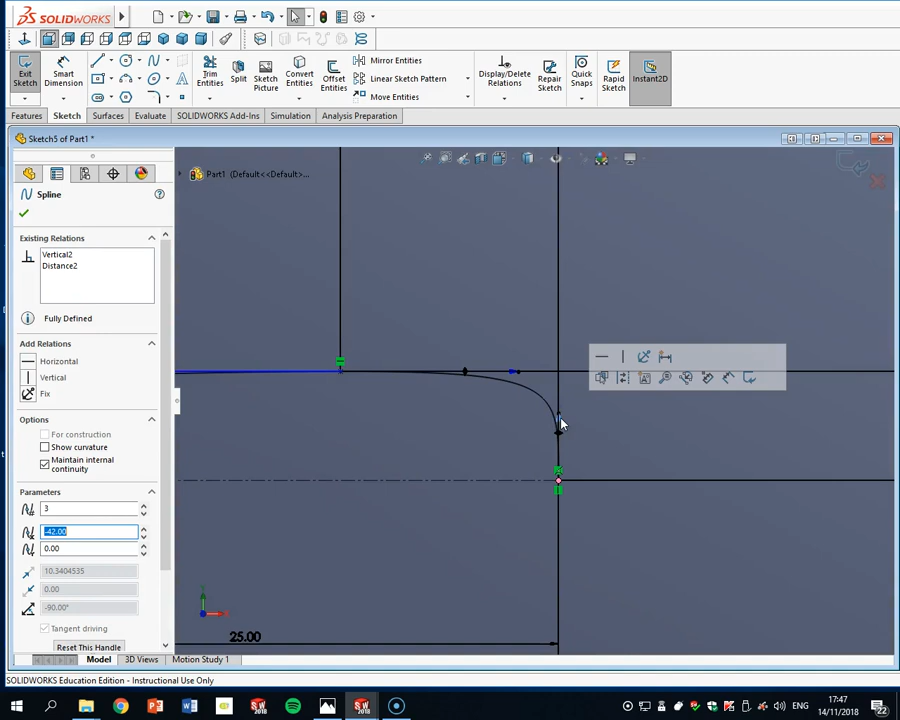 SOLIDWORKS
Exit Sketch
Smart Dimension
Trim Entities
Split
Sketch Picture
Convert Entities
Offset Entities
Mirror Entities
Linear Sketch Pattern
Move Entities
Display/Delete Relations
Repair Sketch
Quick Snaps
Rapid Sketch
Instant2D
Features
Sketch
Surfaces
Evaluate
SOLIDWORKS Add-Ins
Simulation
Analysis Preparation
Sketch5 of Part1 *
Part1 (Default<<Default>...
Spline
Existing Relations
Vertical2
Distance2
Fully Defined
Add Relations
Horizontal
Vertical
Fix
Options
For construction
Show curvature
Maintain internal continuity
Parameters
3
-42.00
0.00
10.3404535
0.00
-90.00°
Tangent driving
Reset This Handle
25.00
Model
3D Views
Motion Study 1
SOLIDWORKS Education Edition - Instructional Use Only
ENG
17:47
14/11/2018
22